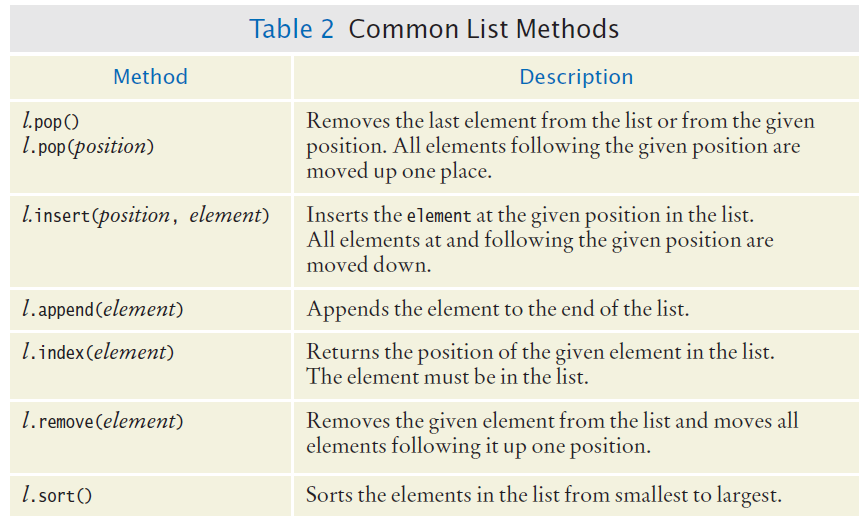 Table 2 Common List Methods
Method Description
l.pop()
l.pop(position)
Removes the last element from the list or from the given
position. All elements following the given position are
moved up one place.
l.insert(position, element)
Inserts the element at the given position in the list.
All elements at and following the given position are
moved down.
l.append(element)
Appends the element to the end of the list.
l.index(element)
Returns the position of the given element in the list.
The element must be in the list.
l.remove(element)
Removes the given element from the list and moves all
elements following it up one position.
l.sort()
Sorts the elements in the list from smallest to largest.